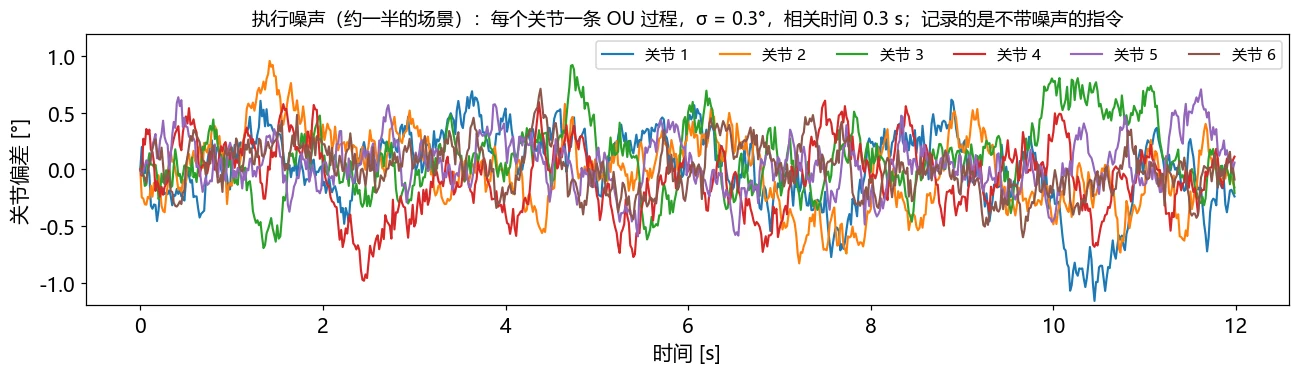 执行噪声（约一半的场景）：每个关节一条 OU 过程，σ = 0.3°，相关时间 0.3 s；记录的是不带噪声的指令
关节 1 关节 2 关节 3 关节 4 关节 5 关节 6
关节偏差 [°]
1.0
0.5
0.0
-0.5
-1.0
0 2 4 6 8 10 12
时间 [s]